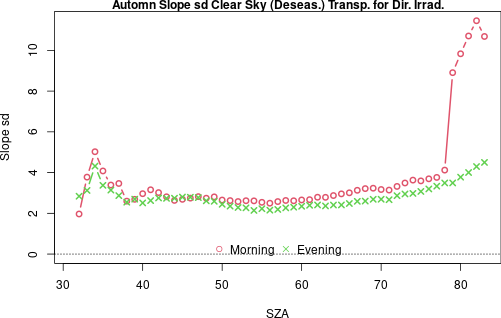 Automn Slope sd Clear Sky (Deseas.) Transp. for Dir. Irrad.
Slope sd
10
8
6
4
2
0
Morning
Evening
30
40
50
60
70
80
SZA